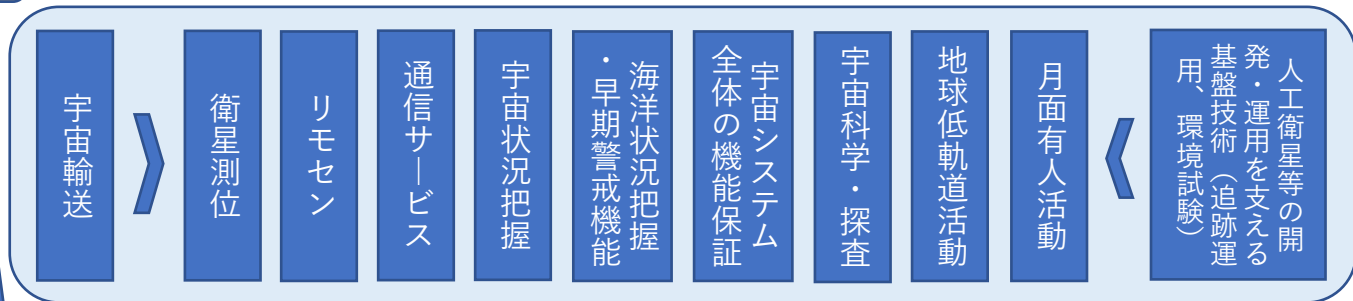 宇宙輸送
衛星測位
リモセン
通信サービス
宇宙状況把握
海洋状況把握
・早期警戒機能
宇宙システム
全体の機能保証
宇宙科学・探査
地球低軌道活動
月面有人活動
人工衛星等の開
発・運用を支える
基盤技術（追跡運
用、環境試験）